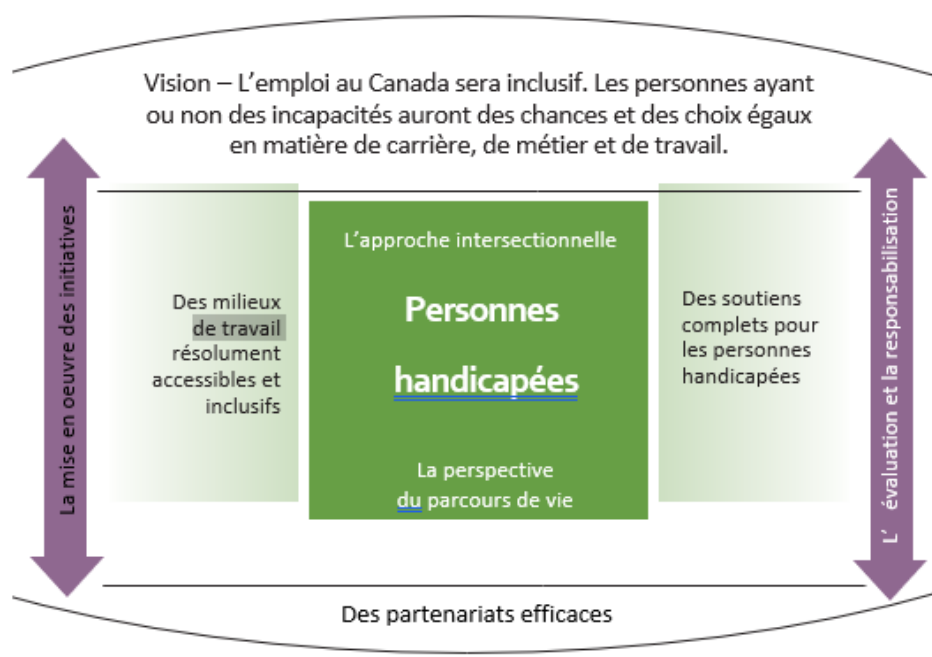 Vision – L’emploi au Canada sera inclusif. Les personnes ayant
ou non des incapacités auront des chances et des choix égaux
en matière de carrière, de métier et de travail.
La mise en oeuvre des initiatives
Des milieux
de travail
résolument
accessibles et
inclusifs
L’approche intersectionnelle
Personnes
handicapées
La perspective
du parcours de vie
Des soutiens
complets pour
les personnes
handicapées
L’ évaluation et la responsabilisation
Des partenariats efficaces